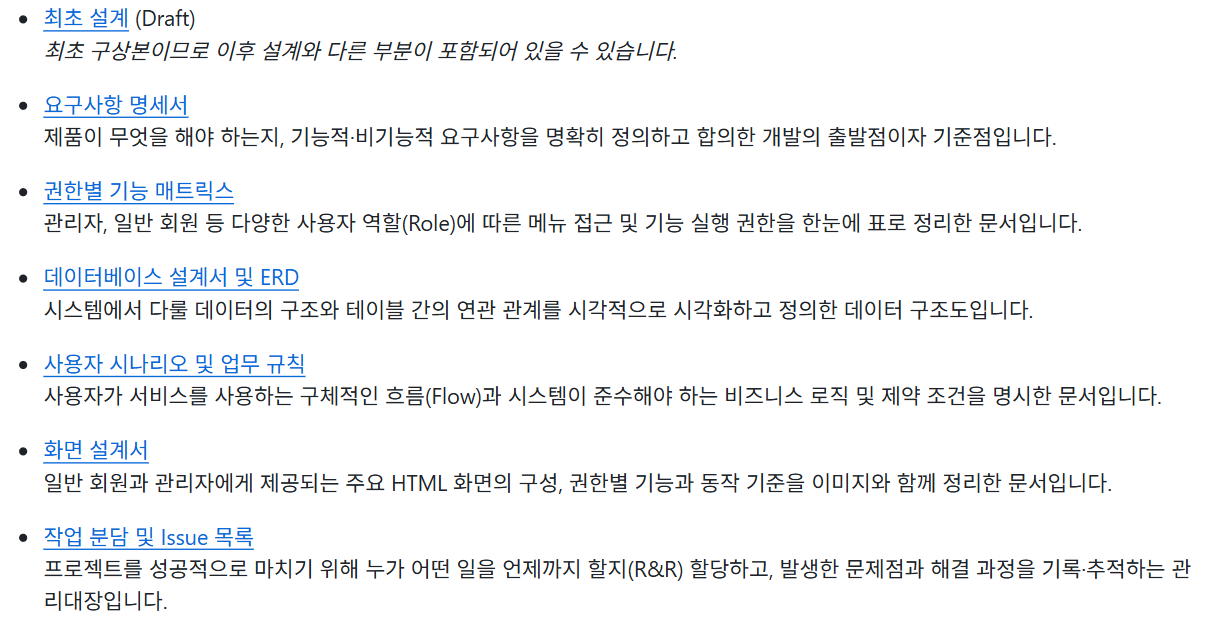 최초 설계 (Draft)
최초 구상본이므로 이후 설계와 다른 부분이 포함되어 있을 수 있습니다.
요구사항 명세서
제품이 무엇을 해야 하는지, 기능적·비기능적 요구사항을 명확히 정의하고 합의한 개발의 출발점이자 기준점입니다.
권한별 기능 매트릭스
관리자, 일반 회원 등 다양한 사용자 역할(Role)에 따른 메뉴 접근 및 기능 실행 권한을 한눈에 표로 정리한 문서입니다.
데이터베이스 설계서 및 ERD
시스템에서 다룰 데이터의 구조와 테이블 간의 연관 관계를 시각적으로 시각화하고 정의한 데이터 구조도입니다.
사용자 시나리오 및 업무 규칙
사용자가 서비스를 사용하는 구체적인 흐름(Flow)과 시스템이 준수해야 하는 비즈니스 로직 및 제약 조건을 명시한 문서입니다.
화면 설계서
일반 회원과 관리자에게 제공되는 주요 HTML 화면의 구성, 권한별 기능과 동작 기준을 이미지와 함께 정리한 문서입니다.
작업 분담 및 Issue 목록
프로젝트를 성공적으로 마치기 위해 누가 어떤 일을 언제까지 할지(R&R) 할당하고, 발생한 문제점과 해결 과정을 기록·추적하는 관
리대장입니다.